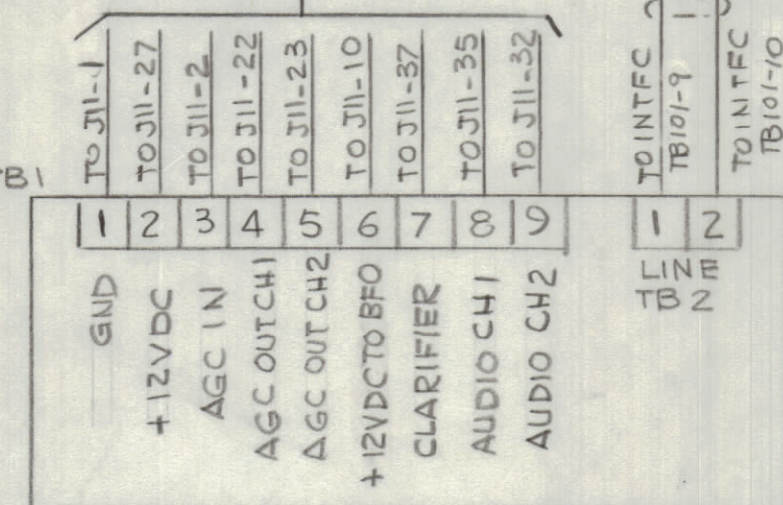 TO J11-1
TO J11-27
TO J11-2
TO J11-22
TO J11-23
TO J11-10
TO J11-37
TO J11-35
TO J11-32
TO INTFC
TB101-9
TO INTFC
TB101-10
1 2 3 4 5 6 7 8 9
1 2
GND
+12VDC
AGC IN
AGC OUT CH1
AGC OUT CH2
+12VDC TO BFO
CLARIFIER
AUDIO CH1
AUDIO CH2
LINE
TB2